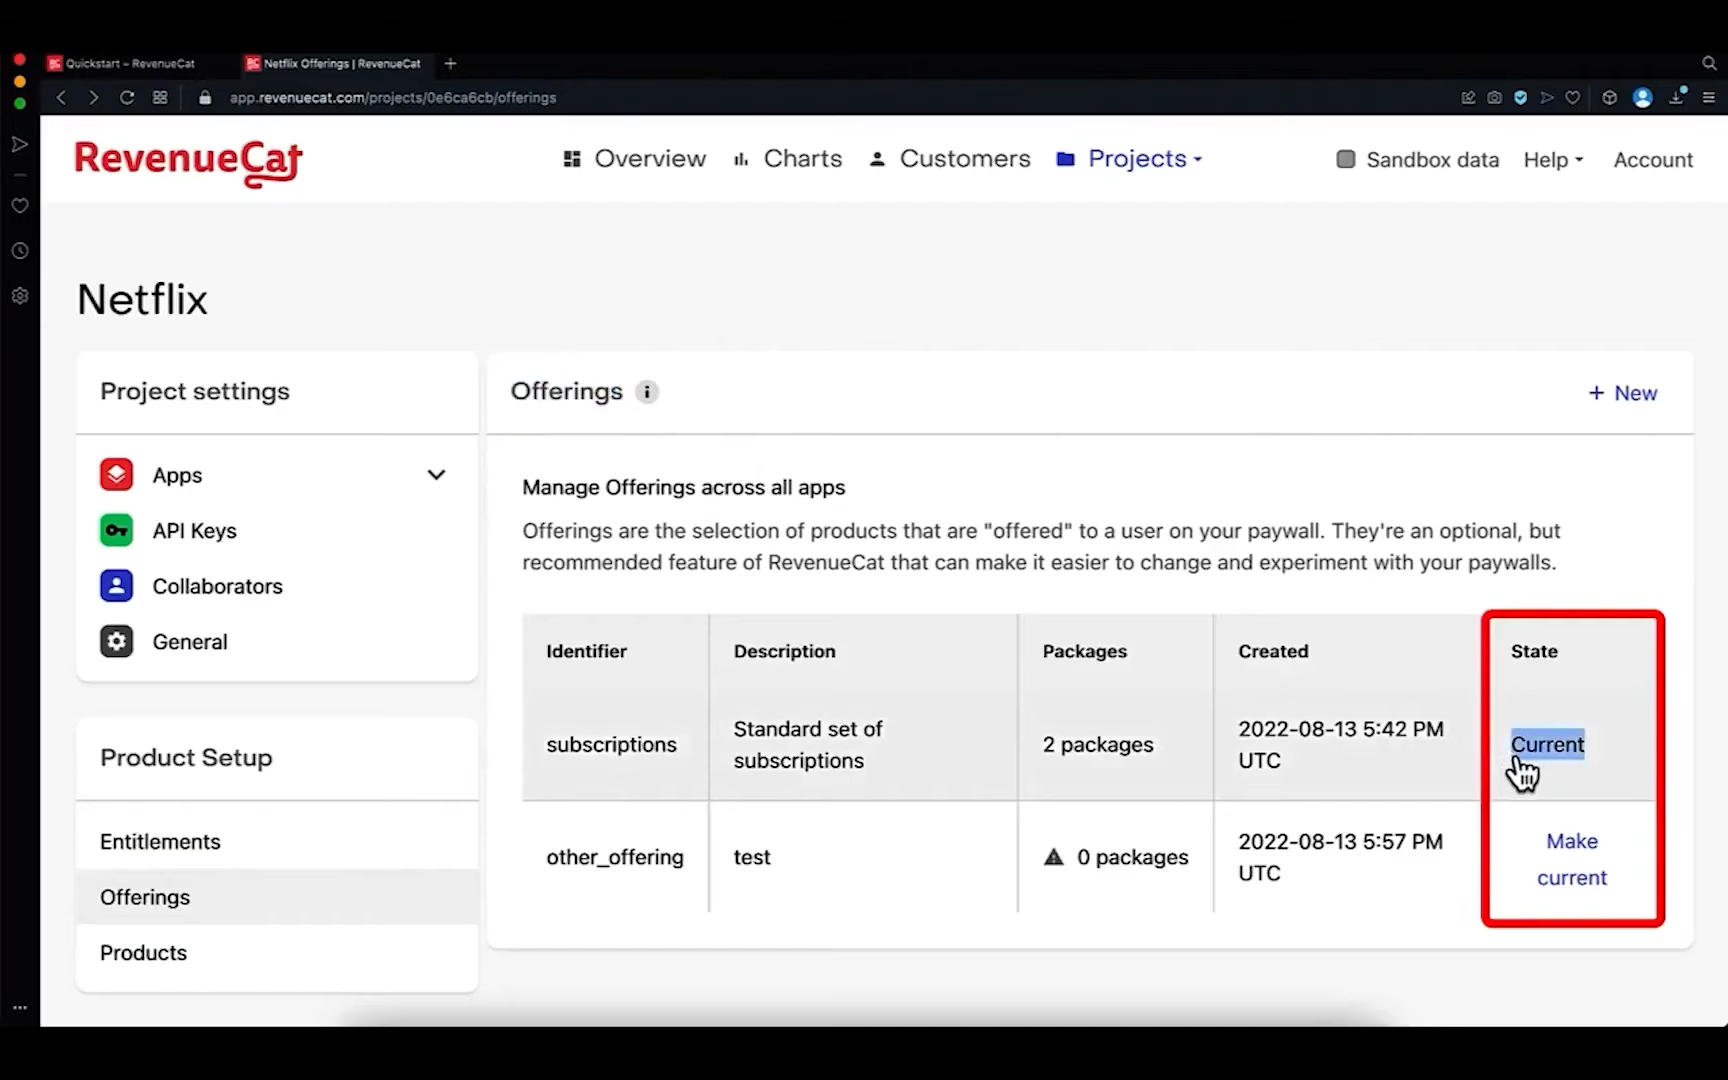 Quickstart – RevenueCat
Netflix Offerings | RevenueCat
app.revenuecat.com/projects/0e6ca6cb/offerings
RevenueCat
Overview
Charts
Customers
Projects
Sandbox data
Help
Account
Netflix
Project settings
Apps
API Keys
Collaborators
General
Product Setup
Entitlements
Offerings
Products
Offerings
+ New
Manage Offerings across all apps
Offerings are the selection of products that are "offered" to a user on your paywall. They're an optional, but
recommended feature of RevenueCat that can make it easier to change and experiment with your paywalls.
Identifier Description Packages Created State
subscriptions
Standard set of
subscriptions
2 packages
2022-08-13 5:42 PM
UTC
Current
other_offering
test
0 packages
2022-08-13 5:57 PM
UTC
Make
current